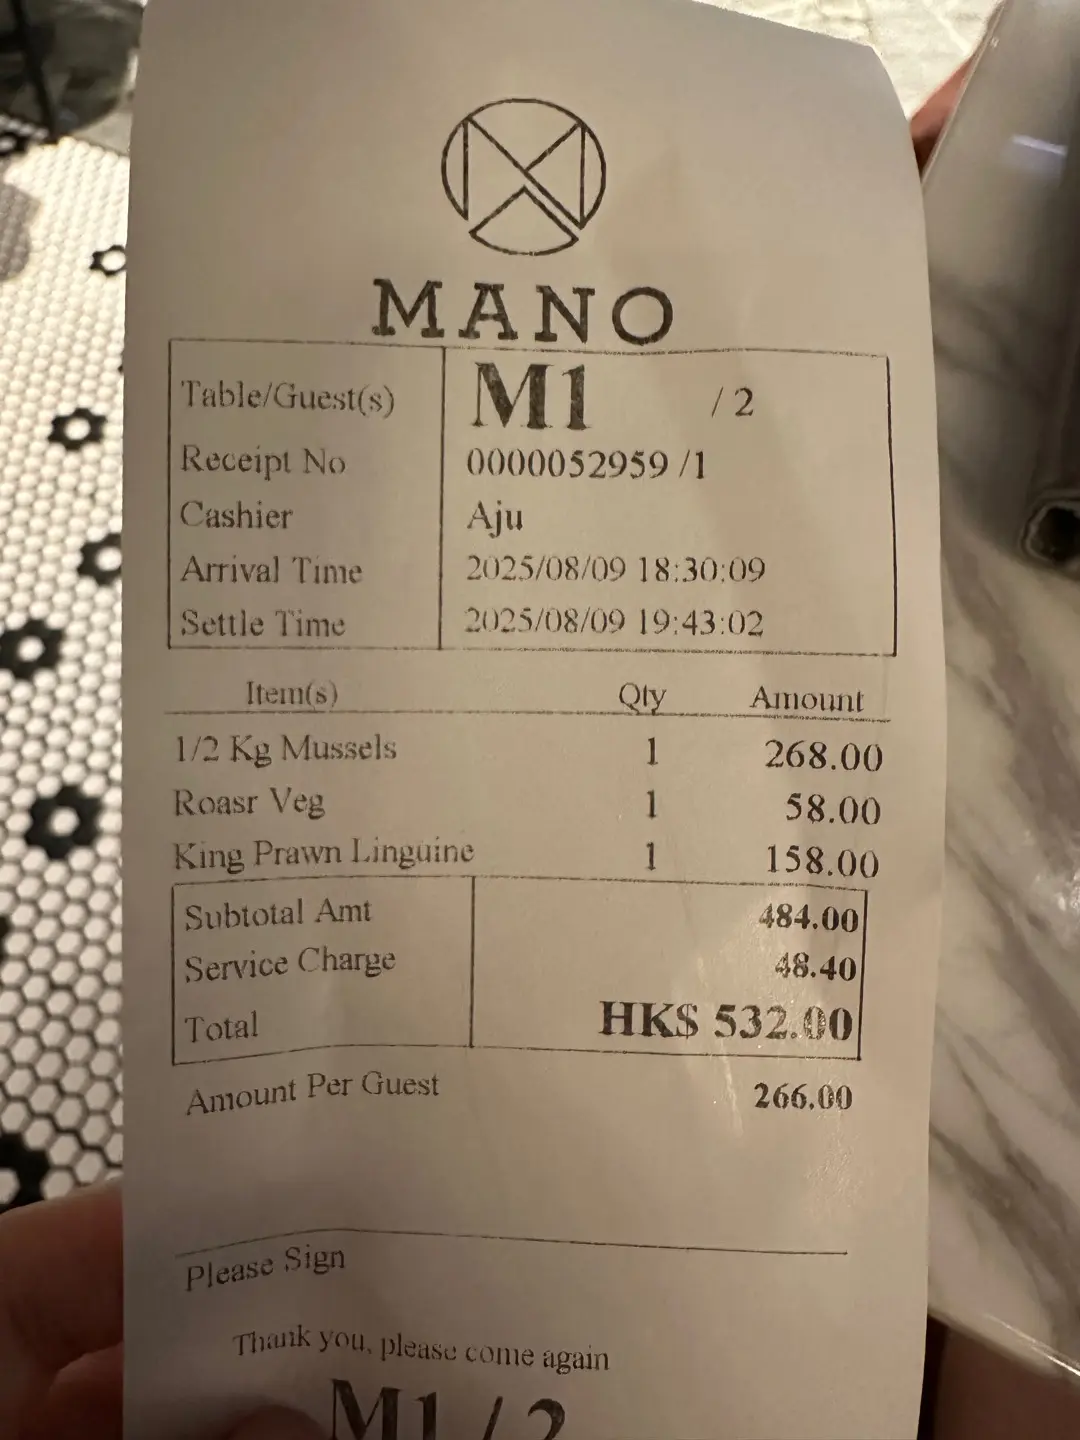 MANO
Table/Guest(s) M1 / 2
Receipt No 0000052959 /1
Cashier Aju
Arrival Time 2025/08/09 18:30:09
Settle Time 2025/08/09 19:43:02
Item(s) Qty Amount
1/2 Kg Mussels 1 268.00
Roasr Veg 1 58.00
King Prawn Linguine 1 158.00
Subtotal Amt 484.00
Service Charge 48.40
Total HK$ 532.00
Amount Per Guest 266.00
Please Sign
Thank you, please come again
M1 / 2